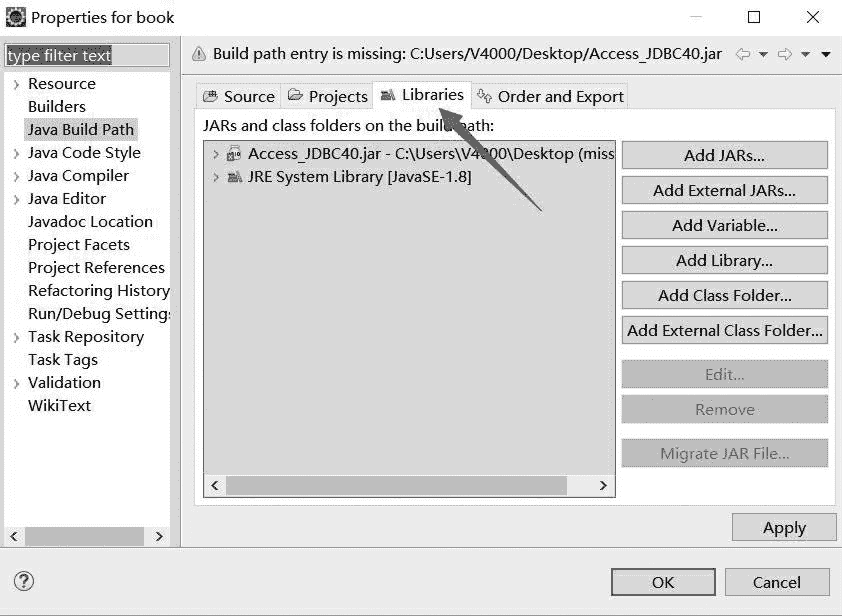 Properties for book
type filter text
Resource
Builders
Java Build Path
Java Code Style
Java Compiler
Java Editor
Javadoc Location
Project Facets
Project References
Refactoring History
Run/Debug Settings
Task Repository
Task Tags
Validation
WikiText
Build path entry is missing: C:Users/V4000/Desktop/Access_JDBC40.jar
Source Projects Libraries Order and Export
JARs and class folders on the build path:
Access_JDBC40.jar - C:\Users\V4000\Desktop (miss
JRE System Library [JavaSE-1.8]
Add JARs...
Add External JARs...
Add Variable...
Add Library...
Add Class Folder...
Add External Class Folder...
Edit...
Remove
Migrate JAR File...
Apply
OK Cancel